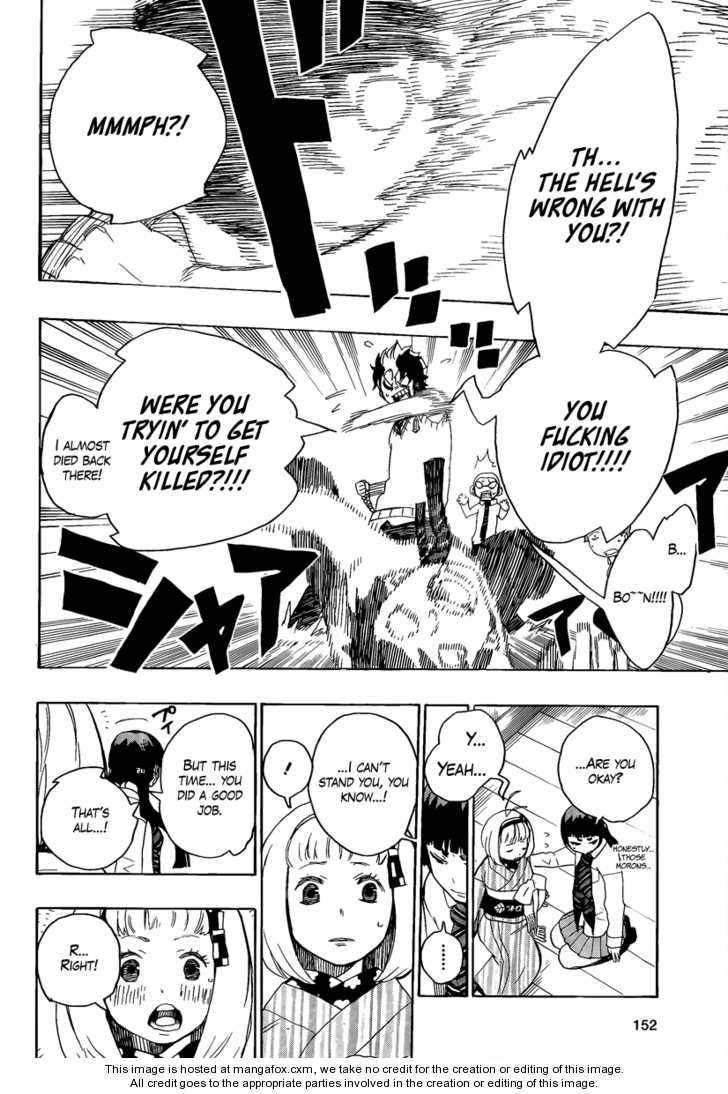 TH...
THE HELL'S
WRONG WITH
YOU?!
MMMPH?!
ドドド
YOU
FUCKING
IDIOT!!!!
WERE YOU
TRYIN' TO GET
YOURSELF
KILLED?!!!
I ALMOST
DIED BACK
THERE!
B...
BO~~N!!!!
シャアアア
...ARE YOU
OKAY?
HONESTLY...
THOSE
MORONS...
Y...
YEAH...
......
...I CAN'T
STAND YOU, YOU
KNOW...!
!
プイッ
BUT THIS
TIME... YOU
DID A GOOD
JOB.
THAT'S
ALL...!
R...
RIGHT!
152
This image is hosted at mangafox.cxm, we take no credit for the creation or editing of this image.
All credit goes to the appropriate parties involved in the creation or editing of this image.